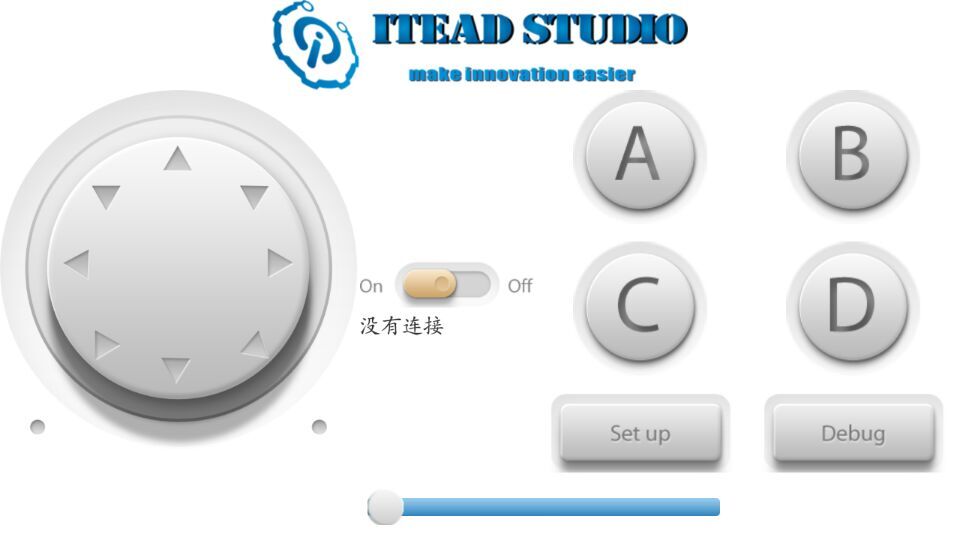 ITEAD STUDIO
make innovation easier
A
B
On
Off
没有连接
C
D
Set up
Debug